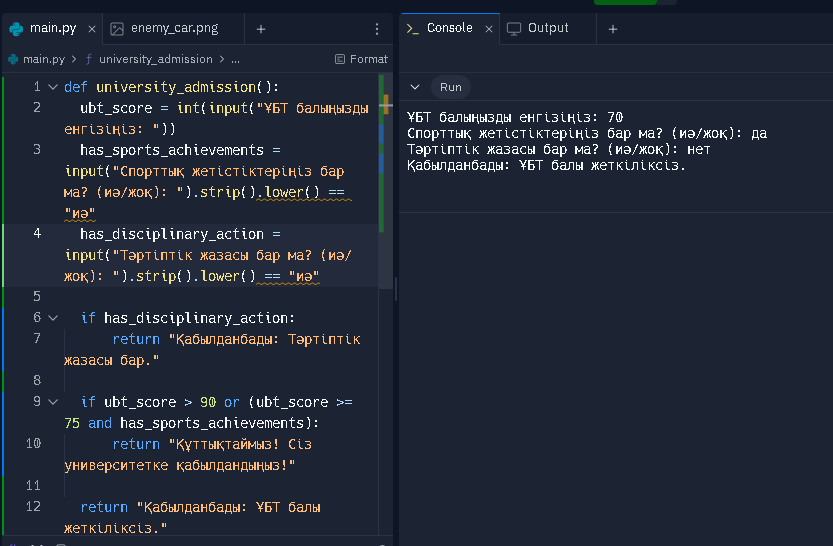 main.py × enemy_car.png +
main.py > f university_admission > ... Format
1 def university_admission():
2 ubt_score = int(input("ҰБТ балыңызды
енгізіңіз: "))
3 has_sports_achievements =
input("Спорттық жетістіктеріңіз бар
ма? (иә/жоқ): ").strip().lower() ==
"иә"
4 has_disciplinary_action =
input("Тәртіптік жазасы бар ма? (иә/
жоқ): ").strip().lower() == "иә"
5
6 if has_disciplinary_action:
7 return "Қабылданбады: Тәртіптік
жазасы бар."
8
9 if ubt_score > 90 or (ubt_score >=
75 and has_sports_achievements):
10 return "Құттықтаймыз! Сіз
университетке қабылдандыңыз!"
11
12 return "Қабылданбады: ҰБТ балы
жеткіліксіз."
Console × Output +
Run
ҰБТ балыңызды енгізіңіз: 70
Спорттық жетістіктеріңіз бар ма? (иә/жоқ): да
Тәртіптік жазасы бар ма? (иә/жоқ): нет
Қабылданбады: ҰБТ балы жеткіліксіз.